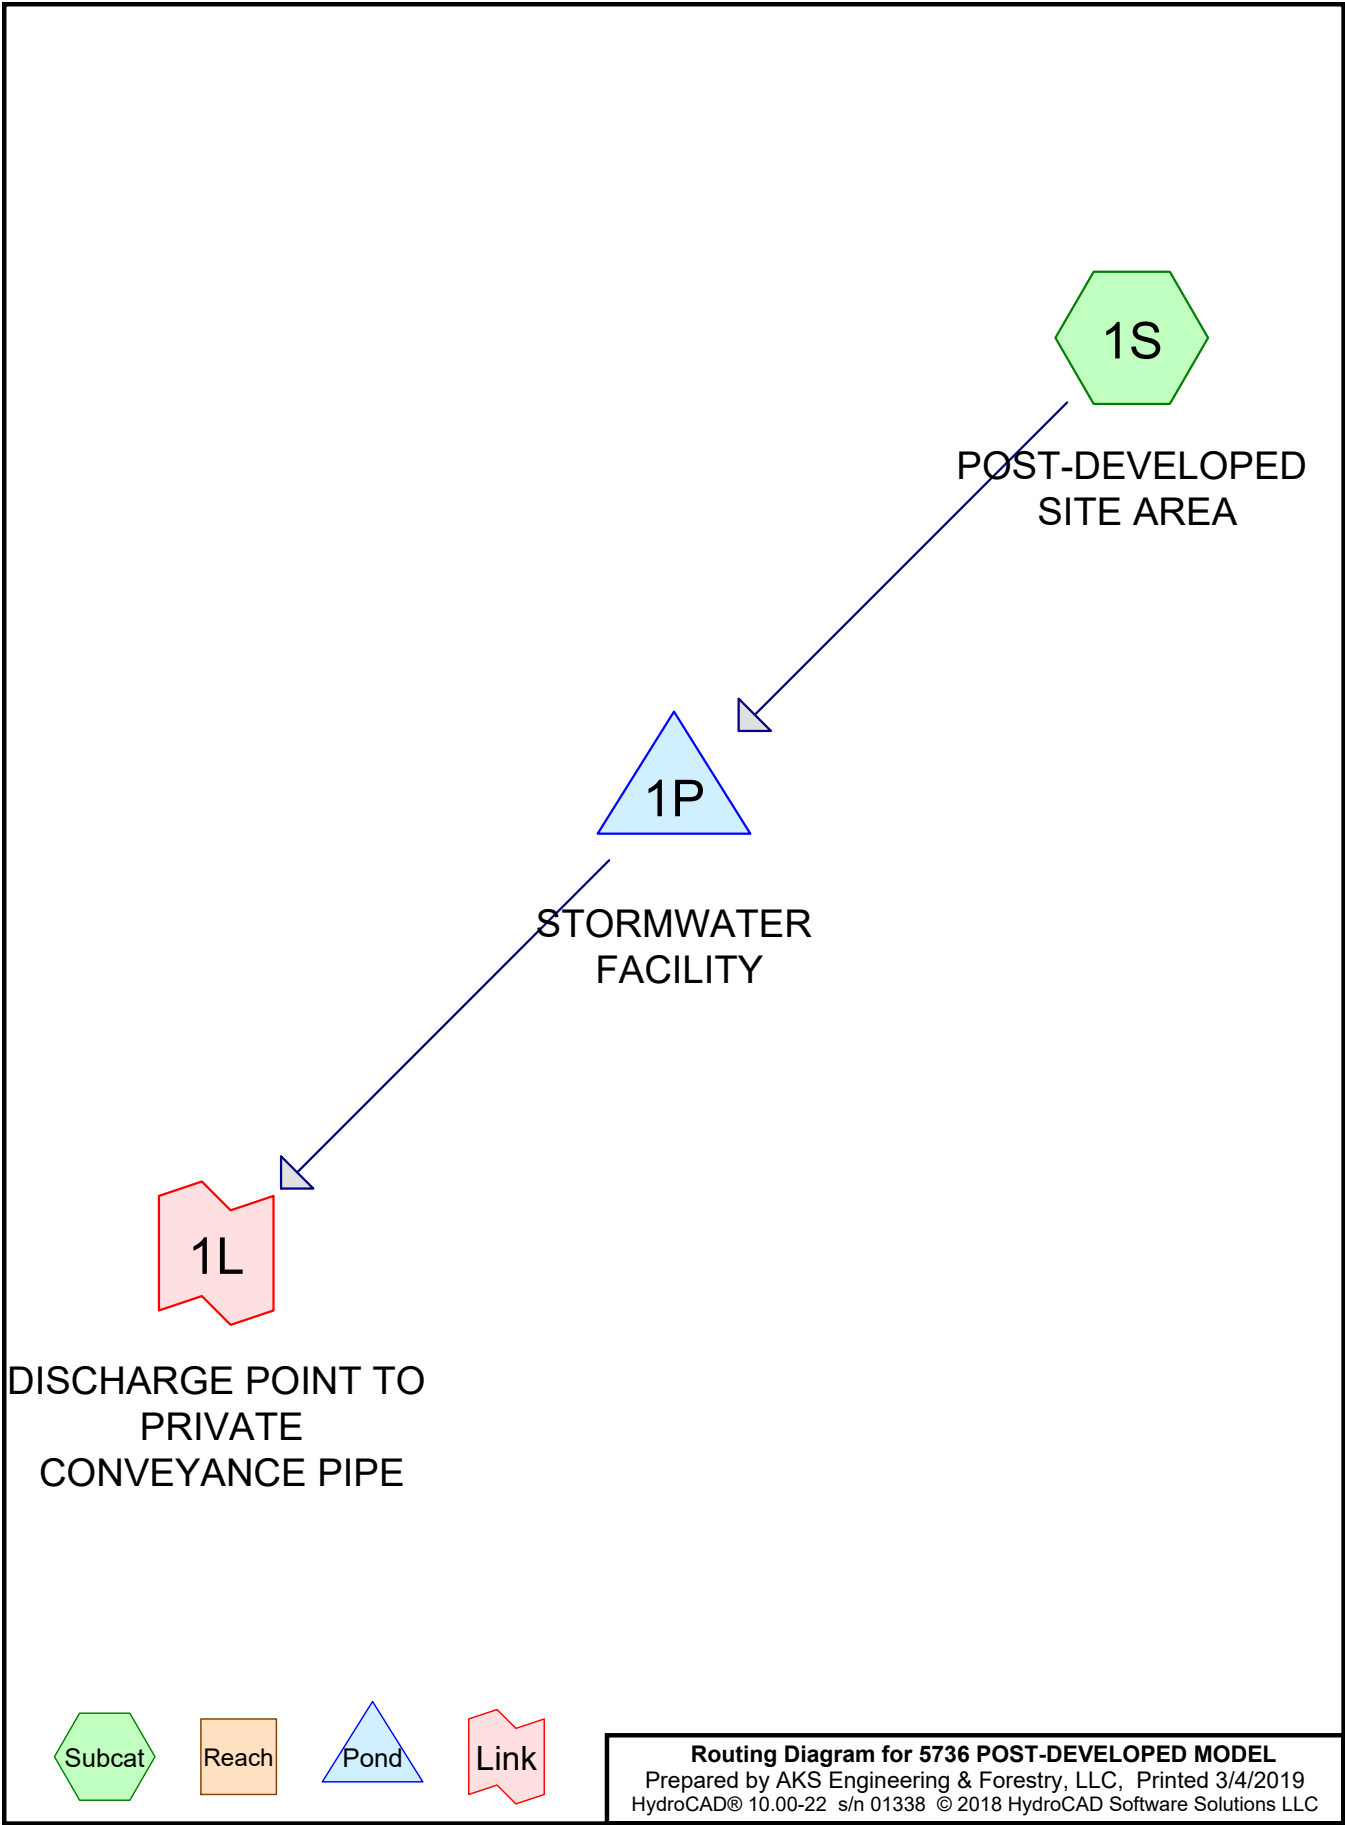 1S
POST-DEVELOPED
SITE AREA
1P
STORMWATER
FACILITY
1L
DISCHARGE POINT TO
PRIVATE
CONVEYANCE PIPE
Subcat
Reach
Pond
Link
Routing Diagram for 5736 POST-DEVELOPED MODEL
Prepared by AKS Engineering & Forestry, LLC, Printed 3/4/2019
HydroCAD® 10.00-22 s/n 01338 © 2018 HydroCAD Software Solutions LLC